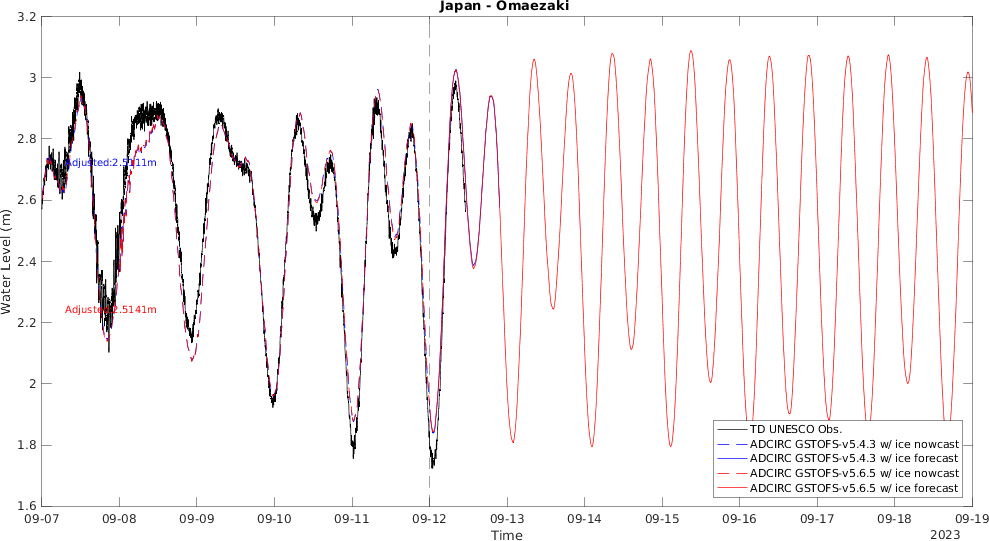 Japan - Omaezaki
3.2
3
2.8
2.6
2.4
2.2
2
1.8
1.6
Water Level (m)
Adjusted:2.5111m
Adjusted:2.5141m
TD UNESCO Obs.
ADCIRC GSTOFS-v5.4.3 w/ ice nowcast
ADCIRC GSTOFS-v5.4.3 w/ ice forecast
ADCIRC GSTOFS-v5.6.5 w/ ice nowcast
ADCIRC GSTOFS-v5.6.5 w/ ice forecast
09-07 09-08 09-09 09-10 09-11 09-12 09-13 09-14 09-15 09-16 09-17 09-18 09-19
Time
2023